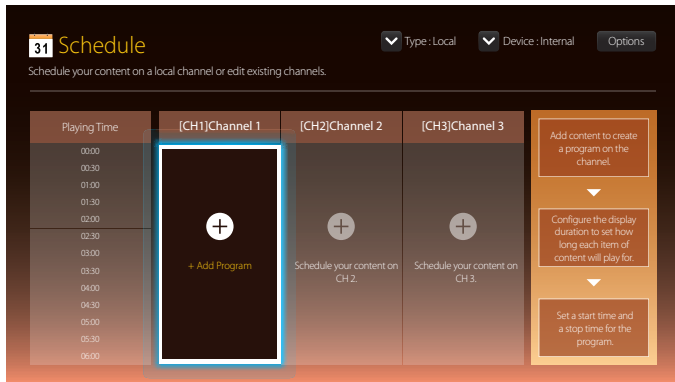 31 Schedule
Type : Local
Device : Internal
Options
Schedule your content on a local channel or edit existing channels.
Playing Time
[CH1]Channel 1
[CH2]Channel 2
[CH3]Channel 3
00:00
00:30
01:00
01:30
02:00
02:30
03:00
03:30
04:00
04:30
05:00
05:30
06:00
+ Add Program
Schedule your content on
CH 2.
Schedule your content on
CH 3.
Add content to create
a program on the
channel.
Configure the display
duration to set how
long each item of
content will play for.
Set a start time and
a stop time for the
program.